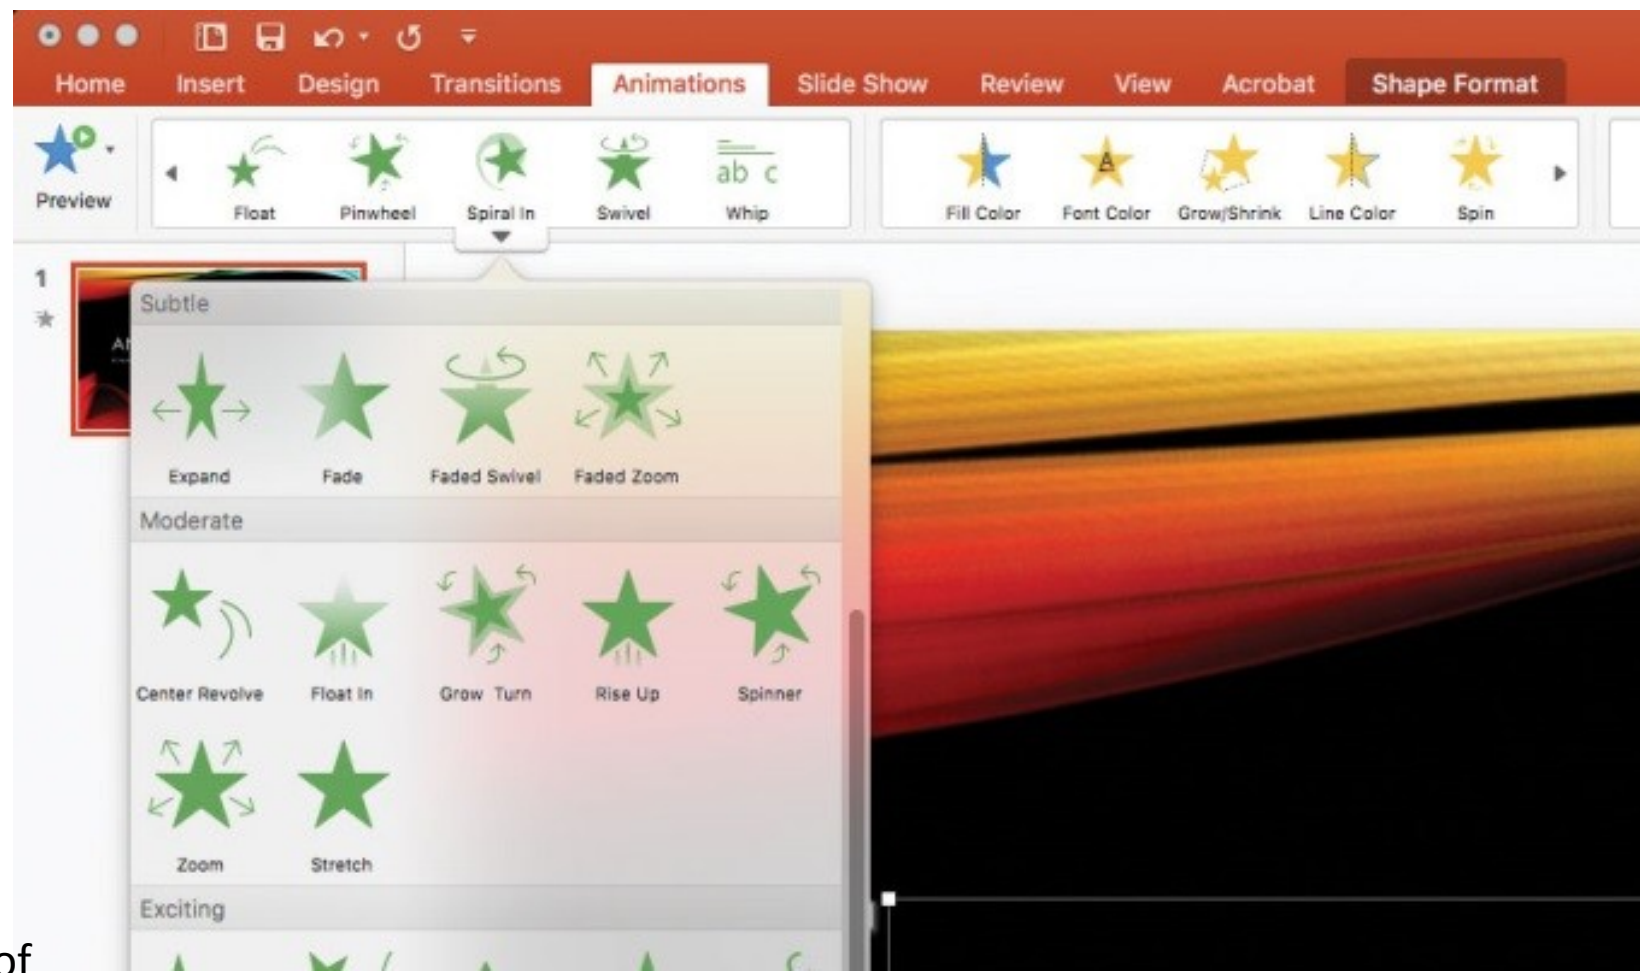 Home Insert Design Transitions Animations Slide Show Review View Acrobat Shape Format
Preview
Float Pinwheel Spiral In Swivel Whip Fill Color Font Color Grow/Shrink Line Color Spin
ab c
A
1
Subtle
Expand Fade Faded Swivel Faded Zoom
Moderate
Center Revolve Float In Grow Turn Rise Up Spinner
Zoom Stretch
Exciting
of